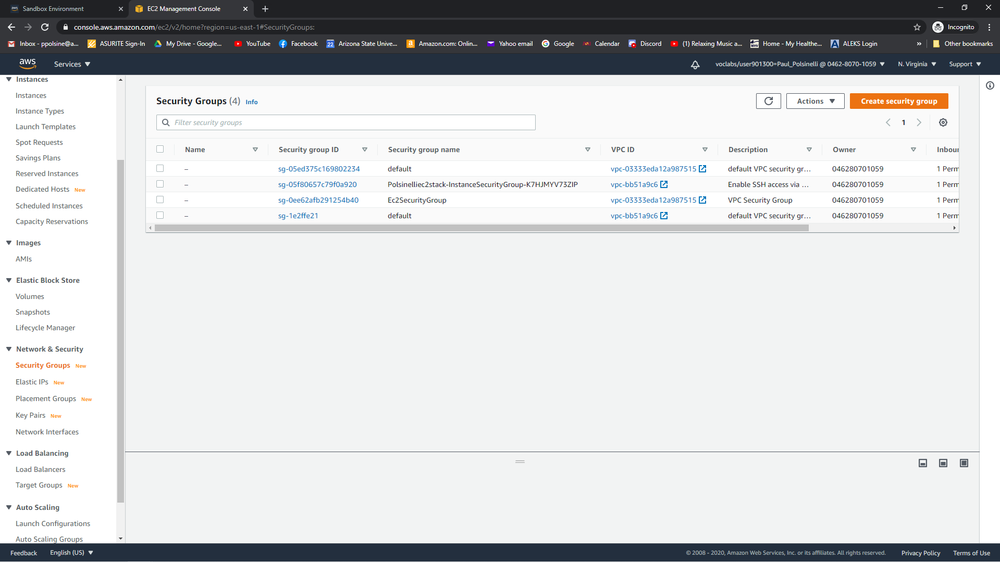 Sandbox Environment
EC2 Management Console
console.aws.amazon.com/ec2/v2/home?region=us-east-1#SecurityGroups:
Incognito
Inbox - ppolsine@a...
ASURITE Sign-In
My Drive - Google...
YouTube
Facebook
22 Arizona State Unive...
Amazon.com: Onlin...
Yahoo email
Google
Calendar
Discord
(1) Relaxing Music a...
MHV Home - My Healthe...
ALEKS Login
»
Other bookmarks
aws
Services
voclabs/user901300=Paul_Polsinelli @ 0462-8070-1059
N. Virginia
Support
Instances
Instances
Instance Types
Launch Templates
Spot Requests
Savings Plans
Reserved Instances
Dedicated Hosts New
Scheduled Instances
Capacity Reservations
Images
AMIs
Elastic Block Store
Volumes
Snapshots
Lifecycle Manager
Network & Security
Security Groups New
Elastic IPs New
Placement Groups New
Key Pairs New
Network Interfaces
Load Balancing
Load Balancers
Target Groups New
Auto Scaling
Launch Configurations
Auto Scaling Groups
Security Groups (4) Info
Actions
Create security group
Filter security groups
1
Name Security group ID Security group name VPC ID Description Owner Inbour
– sg-05ed375c169802234 default vpc-03333eda12a987515 default VPC security gr... 046280701059 1 Perm
– sg-05f80657c79f0a920 Polsinelliec2stack-InstanceSecurityGroup-K7HJMYV73ZIP vpc-bb51a9c6 Enable SSH access via ... 046280701059 1 Perm
– sg-0ee62afb291254b40 Ec2SecurityGroup vpc-03333eda12a987515 VPC Security Group 046280701059 1 Perm
– sg-1e2ffe21 default vpc-bb51a9c6 default VPC security gr... 046280701059 1 Perm
Feedback
English (US)
© 2008 - 2020, Amazon Web Services, Inc. or its affiliates. All rights reserved.
Privacy Policy
Terms of Use